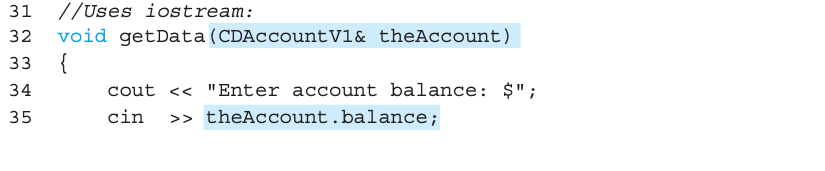 31 //Uses iostream:
32 void getData(CDAccountV1& theAccount)
33 {
34     cout << "Enter account balance: $";
35     cin  >> theAccount.balance;